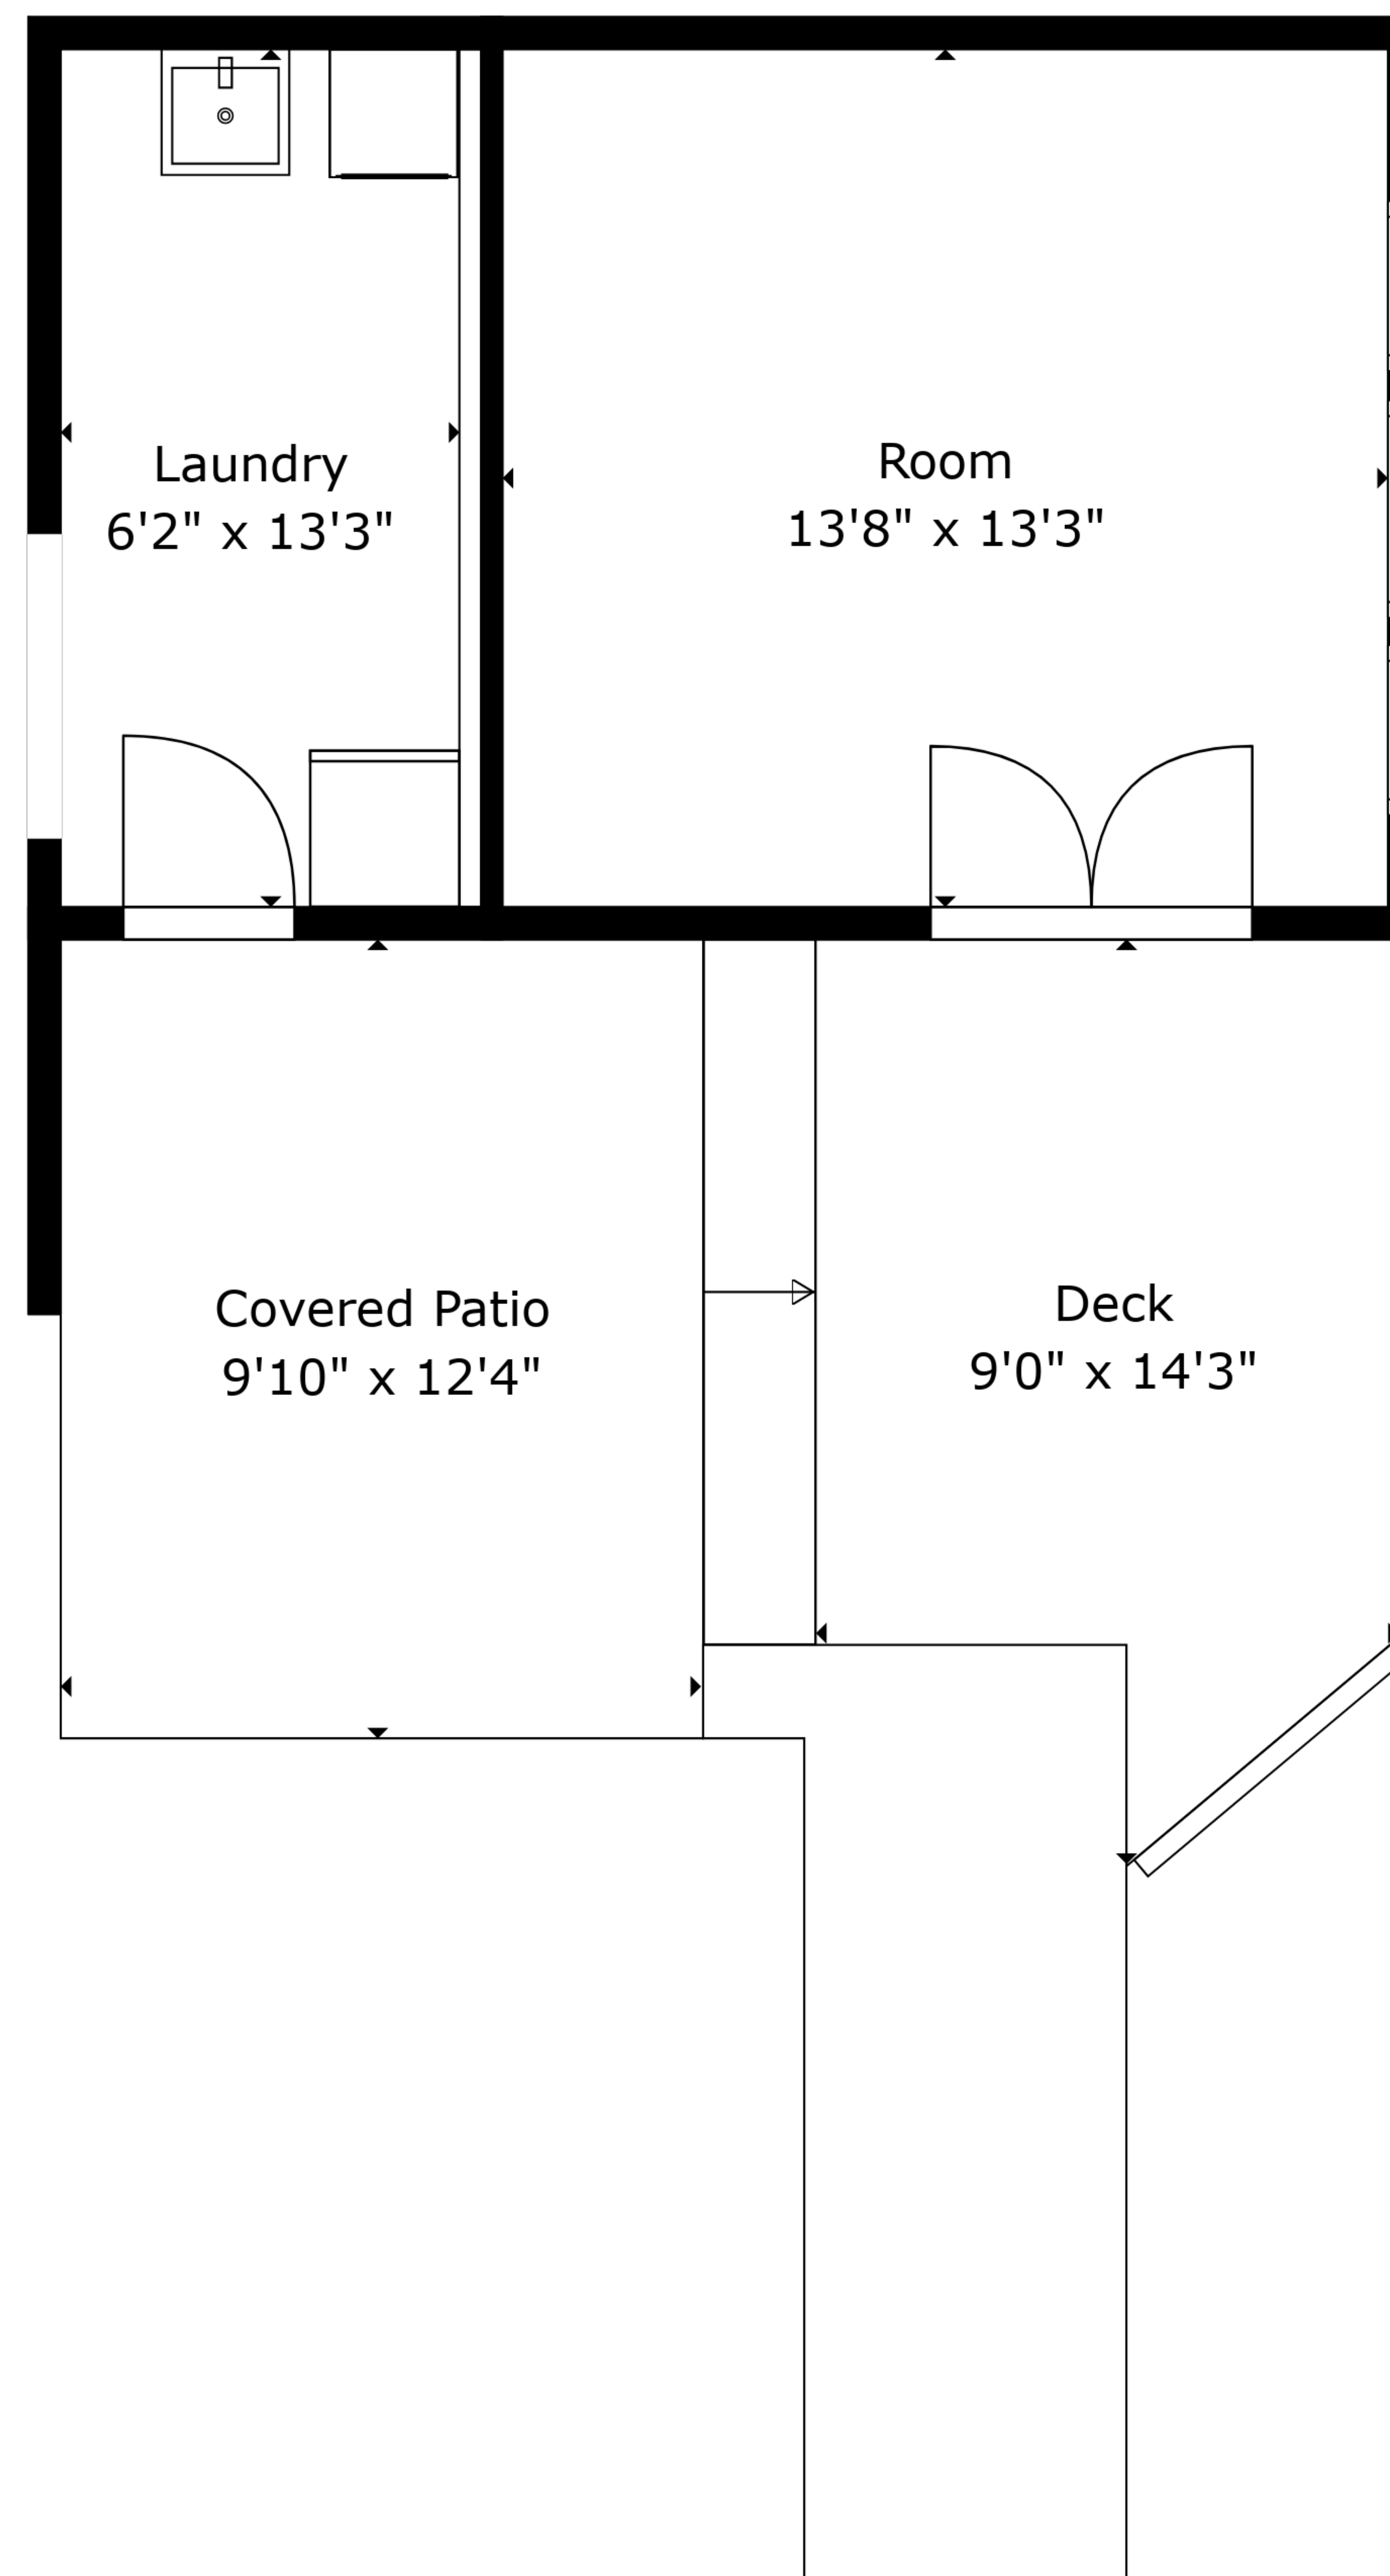 Laundry
6'2" x 13'3"
Room
13'8" x 13'3"
Covered Patio
9'10" x 12'4"
Deck
9'0" x 14'3"